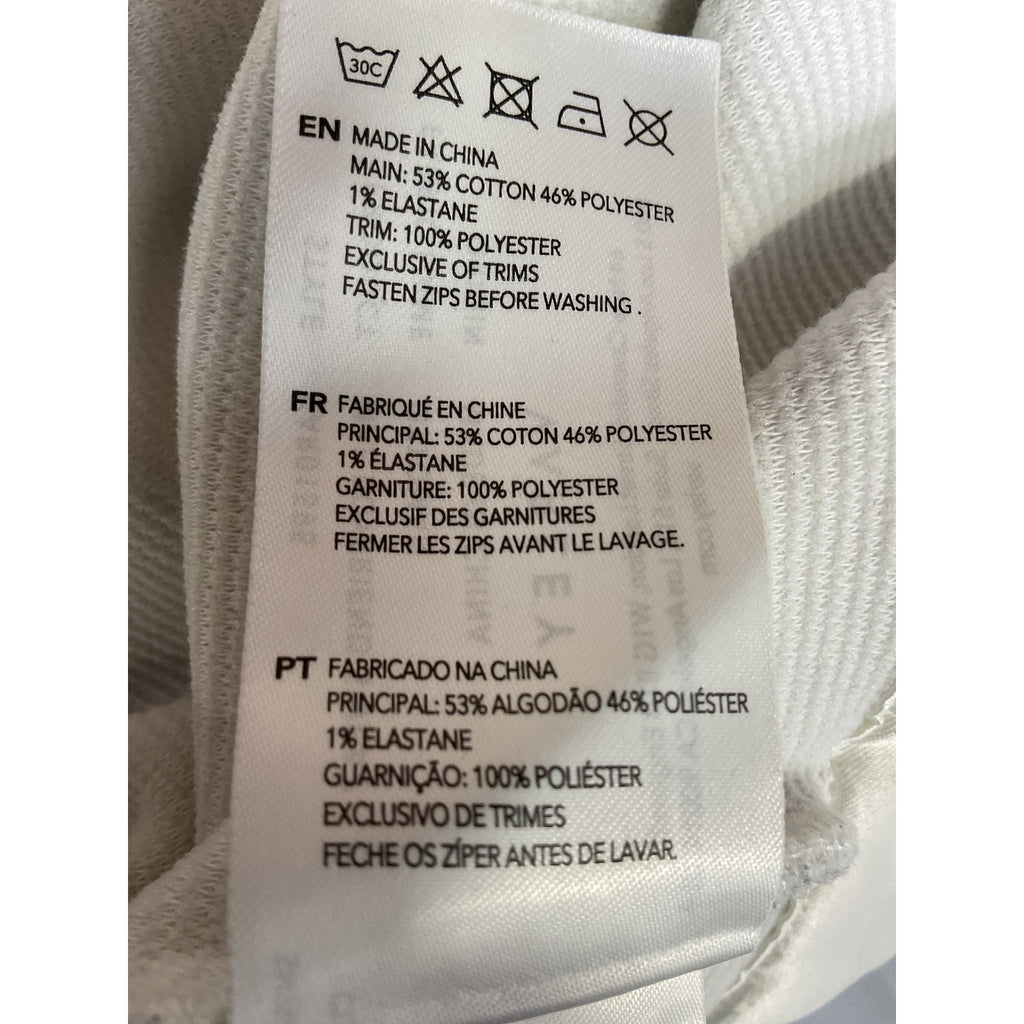 30C
EN MADE IN CHINA
MAIN: 53% COTTON 46% POLYESTER
1% ELASTANE
TRIM: 100% POLYESTER
EXCLUSIVE OF TRIMS
FASTEN ZIPS BEFORE WASHING .
FR FABRIQUÉ EN CHINE
PRINCIPAL: 53% COTON 46% POLYESTER
1% ÉLASTANE
GARNITURE: 100% POLYESTER
EXCLUSIF DES GARNITURES
FERMER LES ZIPS AVANT LE LAVAGE.
PT FABRICADO NA CHINA
PRINCIPAL: 53% ALGODÃO 46% POLIÉSTER
1% ELASTANE
GUARNIÇÃO: 100% POLIÉSTER
EXCLUSIVO DE TRIMES
FECHE OS ZÍPER ANTES DE LAVAR.